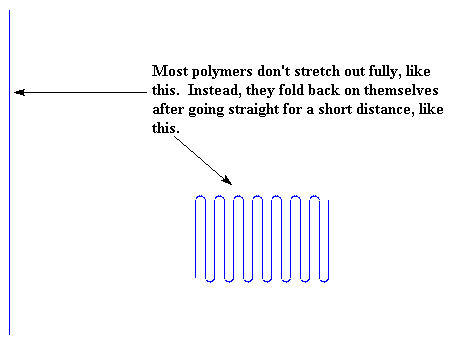 Most polymers don't stretch out fully, like
this.  Instead, they fold back on themselves
after going straight for a short distance, like
this.